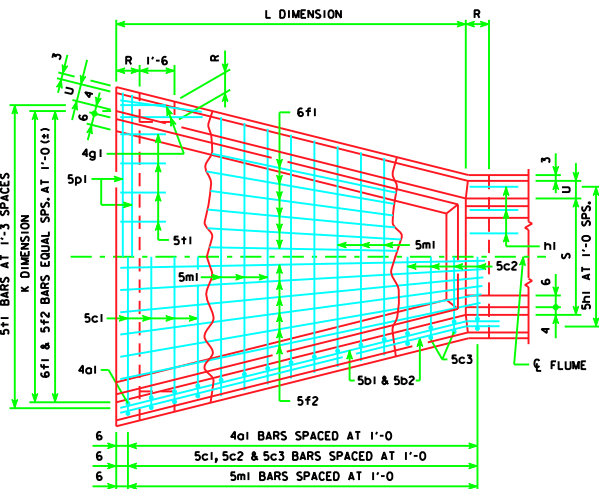 L DIMENSION
R
R
1'-6
R
3
U
4
6
6f1
4g1
5p1
5t1
5m1
5m1
5c1
5c2
h1
3
U
S
6
4
5h1 AT 1'-0 SPS.
5t1 BARS AT 1'-3 SPACES
K DIMENSION
6f1 & 5f2 BARS EQUAL SPS. AT 1'-0 (±)
4a1
5c3
5b1 & 5b2
5f2
℄ FLUME
6
4a1 BARS SPACED AT 1'-0
6
5c1, 5c2 & 5c3 BARS SPACED AT 1'-0
6
5m1 BARS SPACED AT 1'-0